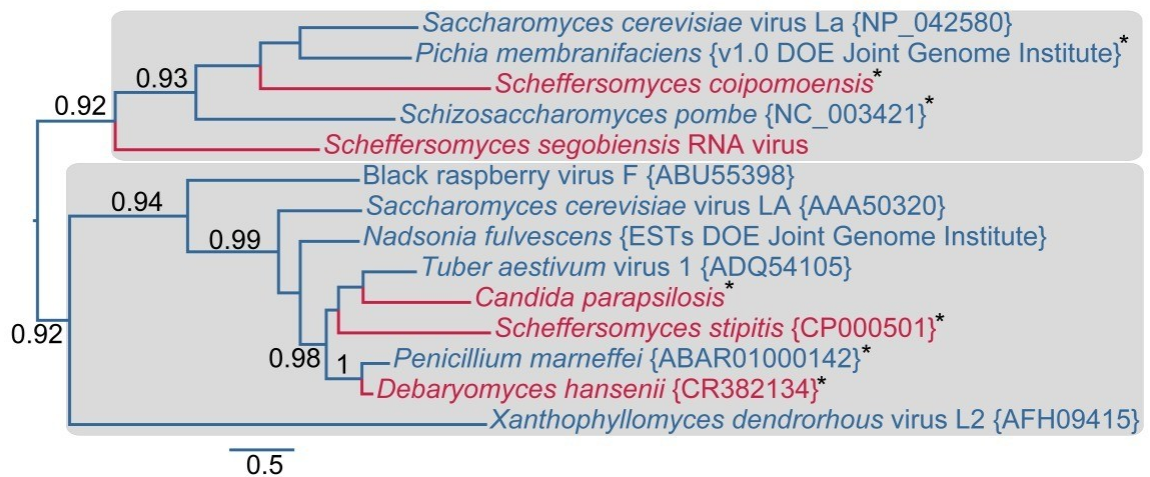 Saccharomyces cerevisiae virus La {NP_042580}
Pichia membranifaciens {v1.0 DOE Joint Genome Institute}*
0.93
Scheffersomyces coipomoensis*
0.92
Schizosaccharomyces pombe {NC_003421}*
Scheffersomyces segobiensis RNA virus
Black raspberry virus F {ABU55398}
0.94
Saccharomyces cerevisiae virus LA {AAA50320}
0.99
Nadsonia fulvescens {ESTs DOE Joint Genome Institute}
Tuber aestivum virus 1 {ADQ54105}
Candida parapsilosis*
Scheffersomyces stipitis {CP000501}*
0.92
0.98
1
Penicillium marneffei {ABAR01000142}*
Debaryomyces hansenii {CR382134}*
Xanthophyllomyces dendrorhous virus L2 {AFH09415}
0.5